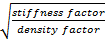 √(stiffness factor
density factor)